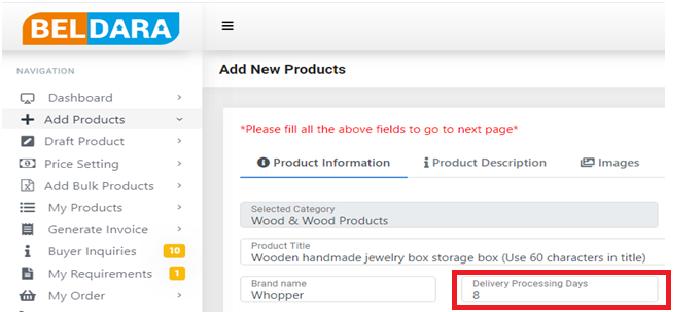 BELDARA
NAVIGATION
Dashboard
Add Products
Draft Product
Price Setting
Add Bulk Products
My Products
Generate Invoice
Buyer Inquiries 10
My Requirements 1
My Order
Add New Products
*Please fill all the above fields to go to next page*
Product Information Product Description Images
Selected Category
Wood & Wood Products
Product Title
Wooden handmade jewelry box storage box (Use 60 characters in title)
Brand name
Whopper
Delivery Processing Days
8